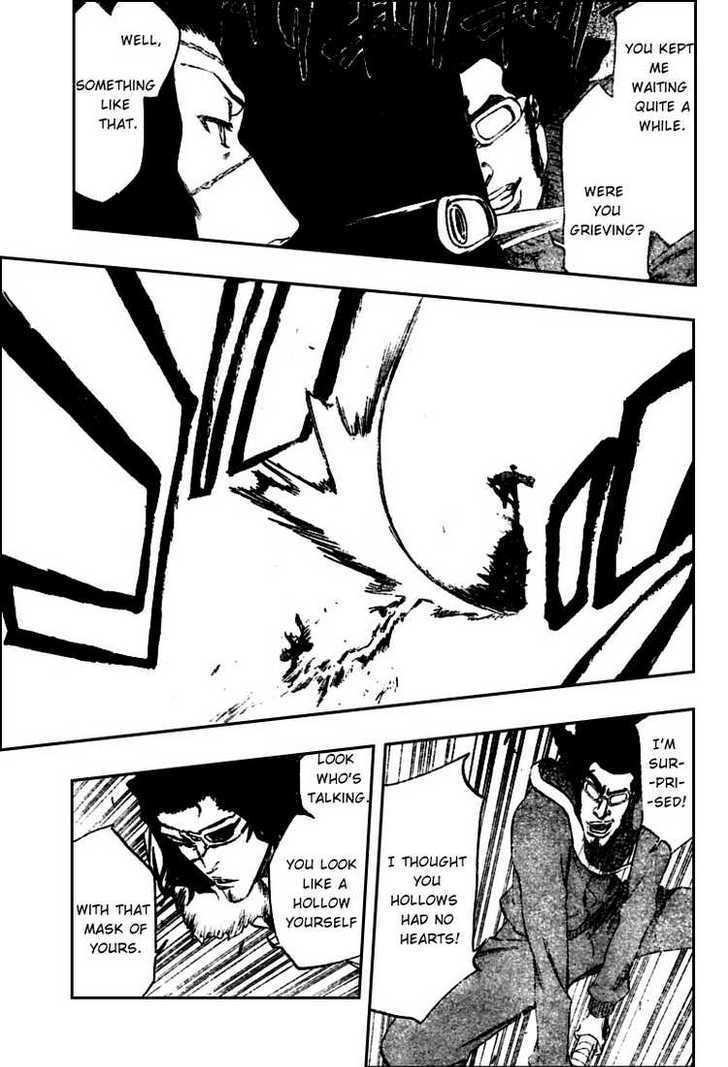 YOU KEPT
ME
WAITING
QUITE A
WHILE.
WERE
YOU
GRIEVING?
WELL,
SOMETHING
LIKE
THAT.
I'M
SUR-
-PRI-
-SED!
I THOUGHT
YOU
HOLLOWS
HAD NO
HEARTS!
LOOK
WHO'S
TALKING.
YOU LOOK
LIKE A
HOLLOW
YOURSELF
WITH THAT
MASK OF
YOURS.